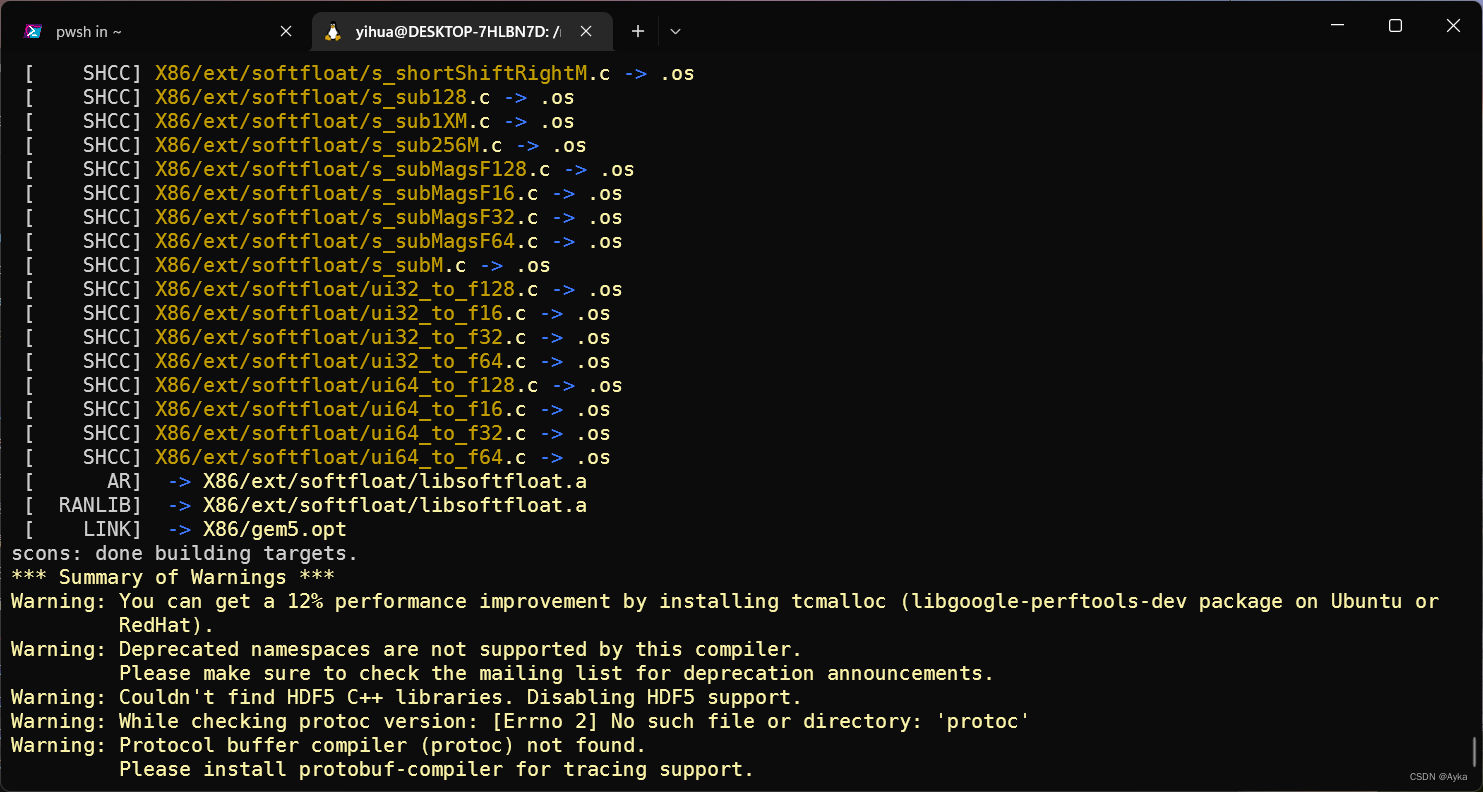 pwsh in ~
yihua@DESKTOP-7HLBN7D: /
[    SHCC] X86/ext/softfloat/s_shortShiftRightM.c -> .os
[    SHCC] X86/ext/softfloat/s_sub128.c -> .os
[    SHCC] X86/ext/softfloat/s_sub1XM.c -> .os
[    SHCC] X86/ext/softfloat/s_sub256M.c -> .os
[    SHCC] X86/ext/softfloat/s_subMagsF128.c -> .os
[    SHCC] X86/ext/softfloat/s_subMagsF16.c -> .os
[    SHCC] X86/ext/softfloat/s_subMagsF32.c -> .os
[    SHCC] X86/ext/softfloat/s_subMagsF64.c -> .os
[    SHCC] X86/ext/softfloat/s_subM.c -> .os
[    SHCC] X86/ext/softfloat/ui32_to_f128.c -> .os
[    SHCC] X86/ext/softfloat/ui32_to_f16.c -> .os
[    SHCC] X86/ext/softfloat/ui32_to_f32.c -> .os
[    SHCC] X86/ext/softfloat/ui32_to_f64.c -> .os
[    SHCC] X86/ext/softfloat/ui64_to_f128.c -> .os
[    SHCC] X86/ext/softfloat/ui64_to_f16.c -> .os
[    SHCC] X86/ext/softfloat/ui64_to_f32.c -> .os
[    SHCC] X86/ext/softfloat/ui64_to_f64.c -> .os
[      AR]  -> X86/ext/softfloat/libsoftfloat.a
[  RANLIB]  -> X86/ext/softfloat/libsoftfloat.a
[    LINK]  -> X86/gem5.opt
scons: done building targets.
*** Summary of Warnings ***
Warning: You can get a 12% performance improvement by installing tcmalloc (libgoogle-perftools-dev package on Ubuntu or
RedHat).
Warning: Deprecated namespaces are not supported by this compiler.
Please make sure to check the mailing list for deprecation announcements.
Warning: Couldn't find HDF5 C++ libraries. Disabling HDF5 support.
Warning: While checking protoc version: [Errno 2] No such file or directory: 'protoc'
Warning: Protocol buffer compiler (protoc) not found.
Please install protobuf-compiler for tracing support.
CSDN @Ayka